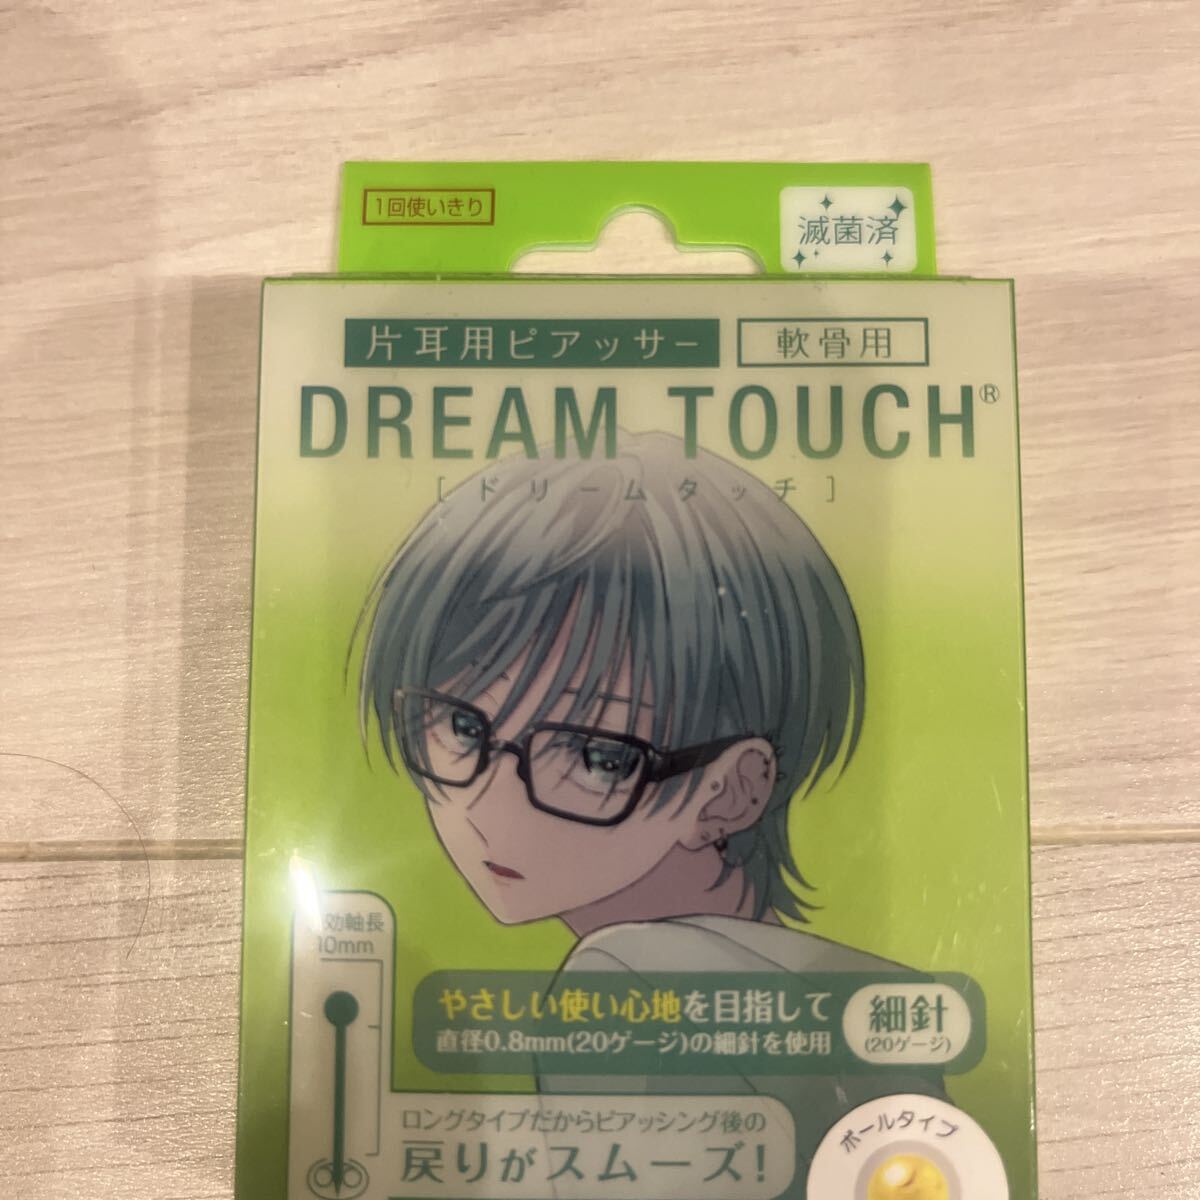 1回使いきり
滅菌済
片耳用ピアッサー
軟骨用
DREAM TOUCH®
[ドリームタッチ]
効軸長
10mm
やさしい使い心地を目指して
直径0.8mm(20ゲージ)の細針を使用
細針
(20ゲージ)
ロングタイプだからピアッシング後の
戻りがスムーズ!
ボールタイプ